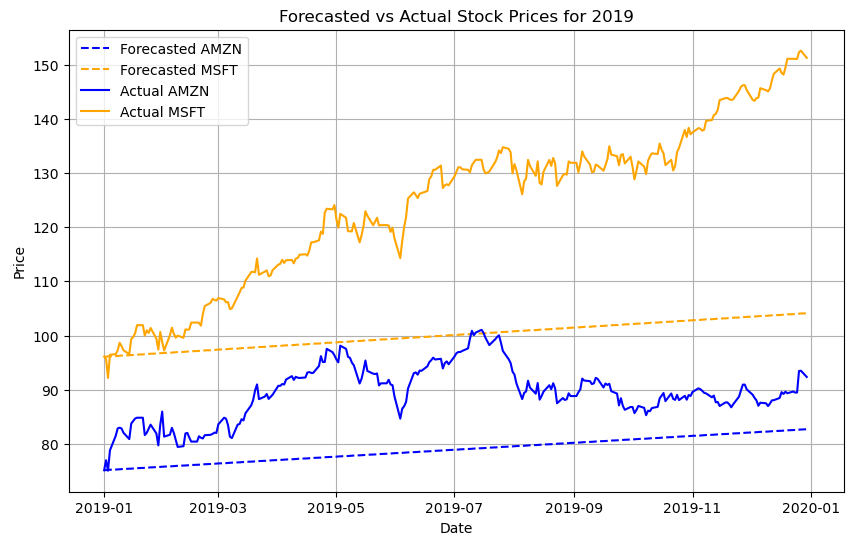 Forecasted vs Actual Stock Prices for 2019
Forecasted AMZN
Forecasted MSFT
Actual AMZN
Actual MSFT
150
140
130
120
110
100
90
80
Price
2019-01 2019-03 2019-05 2019-07 2019-09 2019-11 2020-01
Date